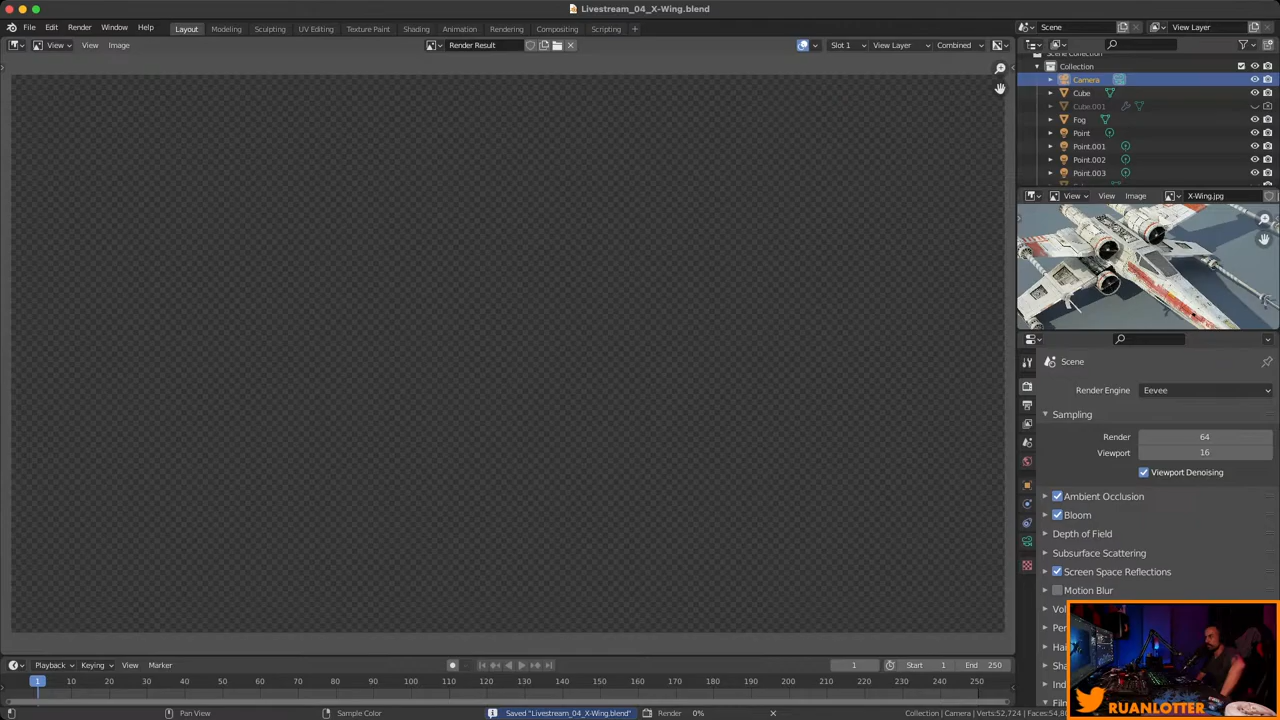 Livestream_04_X-Wing.blend
File Edit Render Window Help Layout Modeling Sculpting UV Editing Texture Paint Shading Animation Rendering Compositing Scripting + Scene View Layer
View View Image Render Result Slot 1 View Layer Combined
Collection
Camera
Cube
Cube.001
Fog
Point
Point.001
Point.002
Point.003
View View Image X-Wing.jpg
Scene
Render Engine Eevee
Sampling
Render 64
Viewport 16
Viewport Denoising
Ambient Occlusion
Bloom
Depth of Field
Subsurface Scattering
Screen Space Reflections
Motion Blur
Playback Keying View Marker 1 Start 1 End 250
1 10 20 30 40 50 60 70 80 90 100 110 120 130 140 150 160 170 180 190 200 210 220 230 240 250
RUANLOTTER
Pan View Sample Color Saved "Livestream_04_X-Wing.blend" Render 0% Collection | Camera | Verts:52,724 |